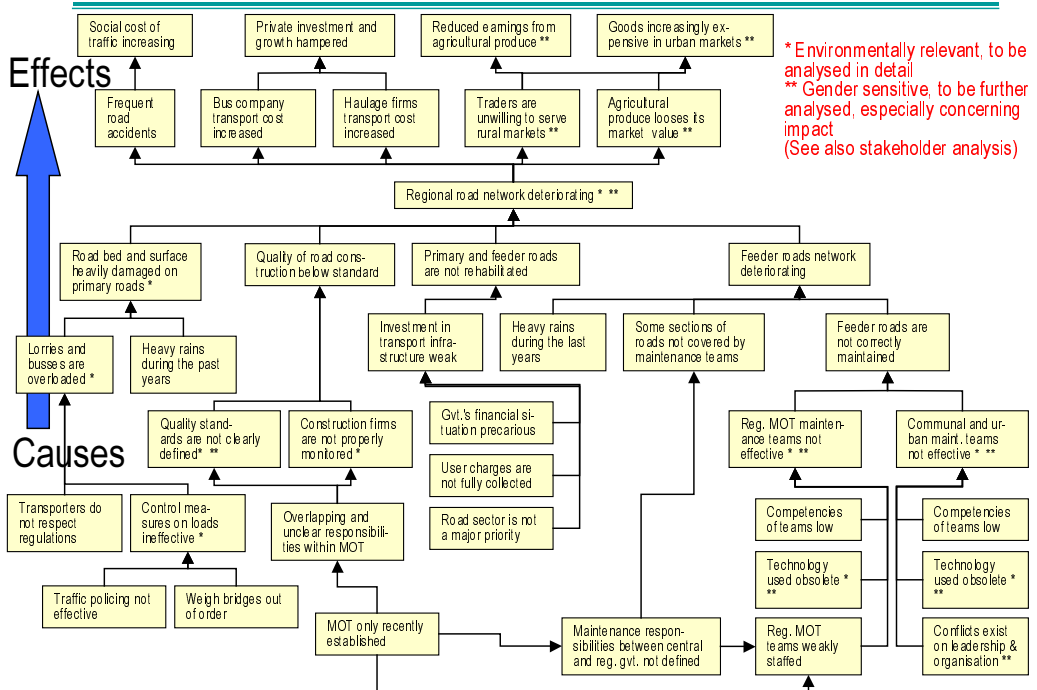 Social cost of
traffic increasing
Private investment and
growth hampered
Reduced earnings from
agricultural produce **
Goods increasingly ex-
pensive in urban markets **
* Environmentally relevant, to be
analysed in detail
** Gender sensitive, to be further
analysed, especially concerning
impact
(See also stakeholder analysis)
Effects
Frequent
road
accidents
Bus company
transport cost
increased
Haulage firms
transport cost
increased
Traders are
unwilling to serve
rural markets **
Agricultural
produce looses its
market value **
Regional road network deteriorating * **
Road bed and surface
heavily damaged on
primary roads *
Quality of road cons-
truction below standard
Primary and feeder roads
are not rehabilitated
Feeder roads network
deteriorating
Lorries and
busses are
overloaded *
Heavy rains
during the past
years
Investment in
transport infra-
structure weak
Heavy rains
during the last
years
Some sections of
roads not covered by
maintenance teams
Feeder roads are
not correctly
maintained
Causes
Quality stand-
ards are not clearly
defined* **
Construction firms
are not properly
monitored *
Gvt.'s financial si-
tuation precarious
User charges are
not fully collected
Road sector is not
a major priority
Reg. MOT mainten-
ance teams not
effective * **
Communal and ur-
ban maint. teams
not effective * **
Transporters do
not respect
regulations
Control mea-
sures on loads
ineffective *
Overlapping and
unclear responsibili-
ties within MOT
Competencies
of teams low
Competencies
of teams low
Technology
used obsolete *
**
Technology
used obsolete *
**
Traffic policing not
effective
Weigh bridges out
of order
MOT only recently
established
Maintenance respon-
sibilities between central
and reg. gvt. not defined
Reg. MOT
teams weakly
staffed
Conflicts exist
on leadership &
organisation **